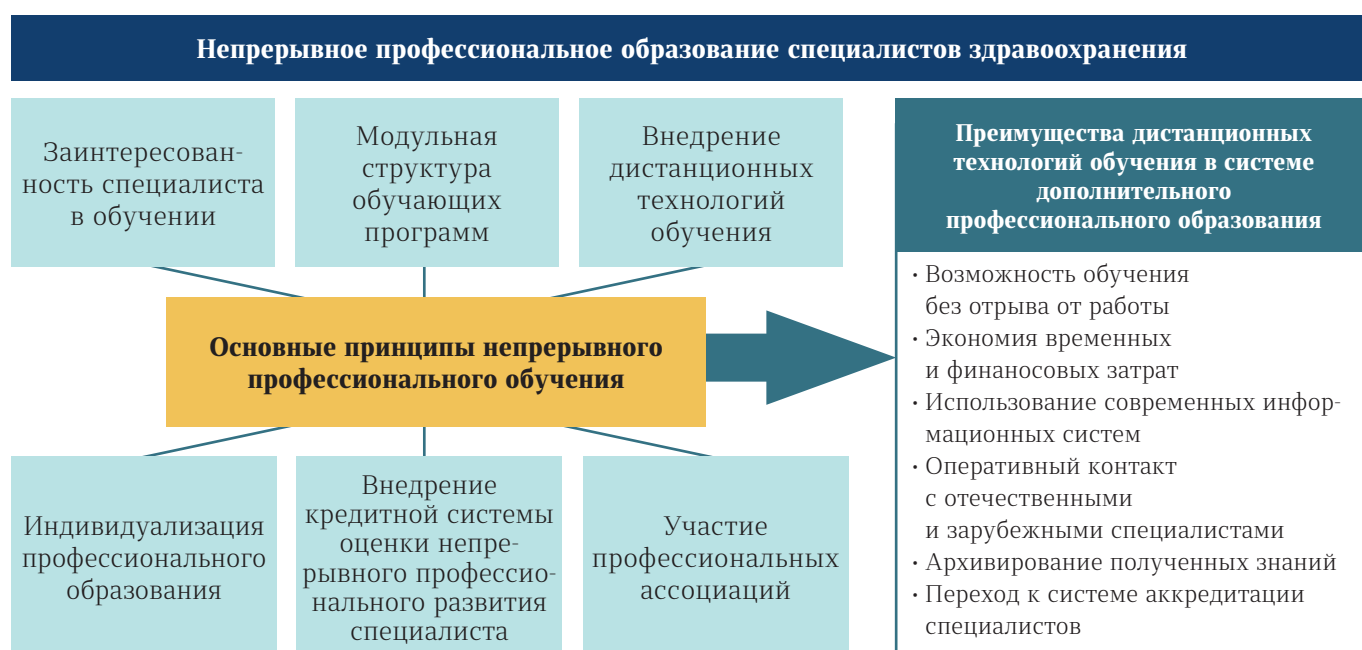 Непрерывное профессиональное образование специалистов здравоохранения
Заинтересован-
ность специалиста
в обучении
Модульная
структура
обучающих
программ
Внедрение
дистанционных
технологий
обучения
Основные принципы непрерывного
профессионального обучения
Индивидуализация
профессионального
образования
Внедрение
кредитной системы
оценки непре-
рывного профессио-
нального развития
специалиста
Участие
профессиональных
ассоциаций
Преимущества дистанционных
технологий обучения в системе
дополнительного
профессионального образования
· Возможность обучения
без отрыва от работы
· Экономия временных
и финаносовых затрат
· Использование современных инфор-
мационных систем
· Оперативный контакт
с отечественными
и зарубежными специалистами
· Архивирование полученных знаний
· Переход к системе аккредитации
специалистов